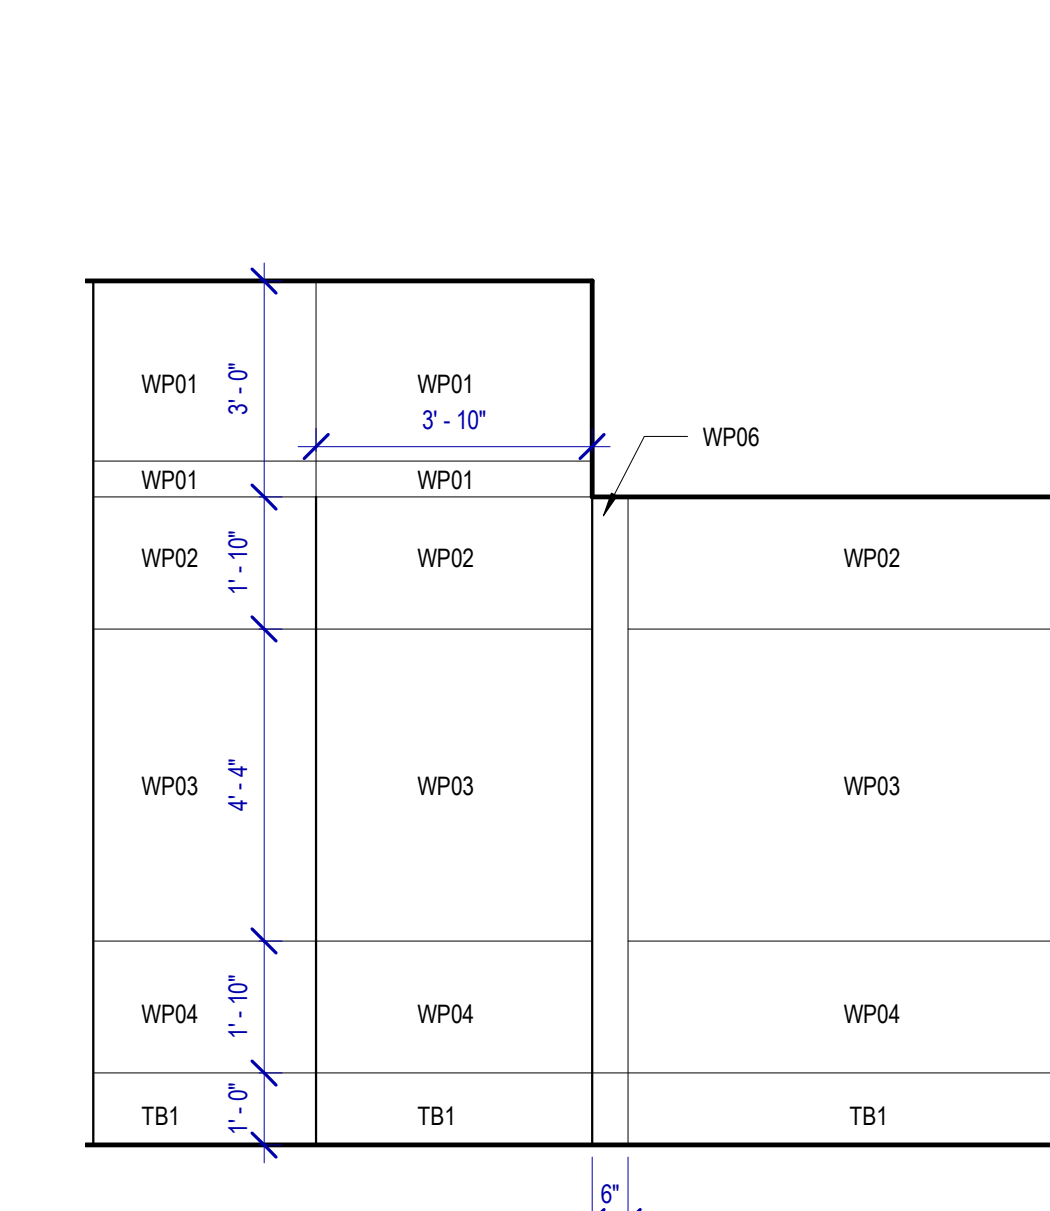 WP01
3' - 0"
WP01
3' - 10"
WP06
WP01
WP01
WP02
1' - 10"
WP02
WP02
WP03
4' - 4"
WP03
WP03
WP04
1' - 10"
WP04
WP04
TB1
1' - 0"
TB1
TB1
6"